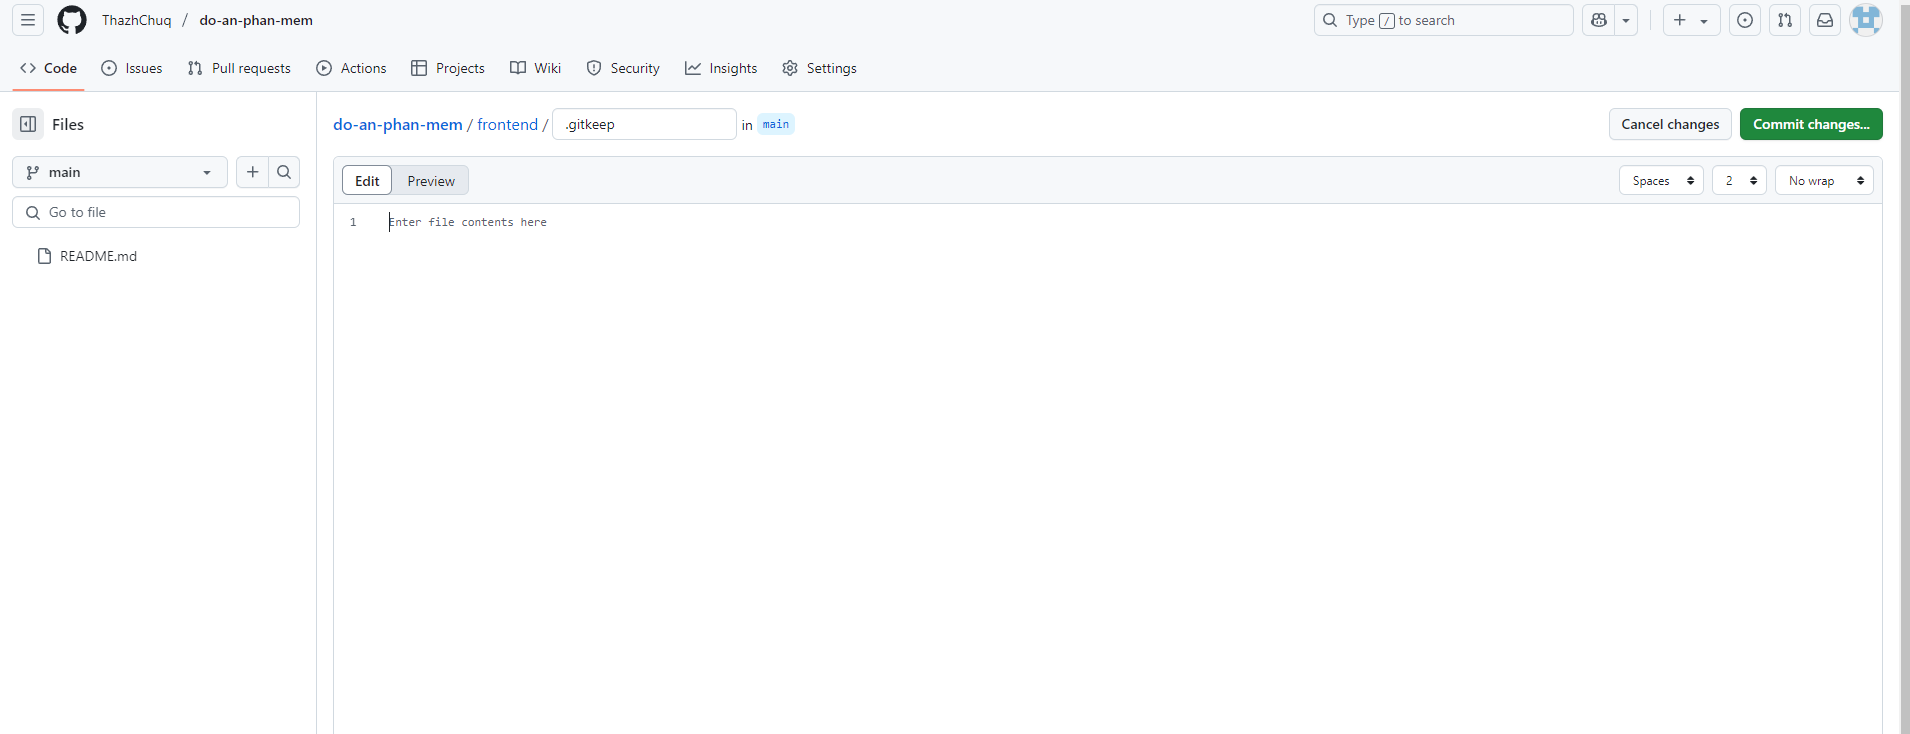 ThazhChuq / do-an-phan-mem
Type / to search
Code Issues Pull requests Actions Projects Wiki Security Insights Settings
Files
do-an-phan-mem / frontend / .gitkeep in main
Cancel changes Commit changes...
main
Edit Preview
Spaces 2 No wrap
Go to file
1 Enter file contents here
README.md